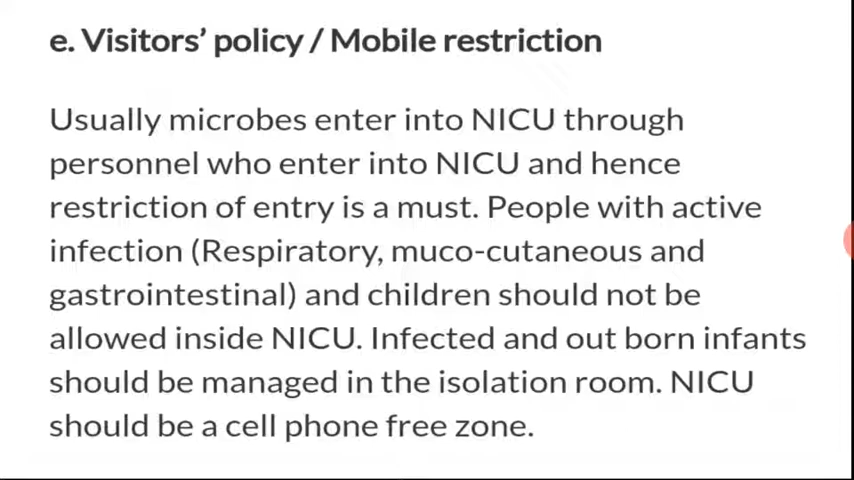 e. Visitors’ policy / Mobile restriction
Usually microbes enter into NICU through
personnel who enter into NICU and hence
restriction of entry is a must. People with active
infection (Respiratory, muco-cutaneous and
gastrointestinal) and children should not be
allowed inside NICU. Infected and out born infants
should be managed in the isolation room. NICU
should be a cell phone free zone.